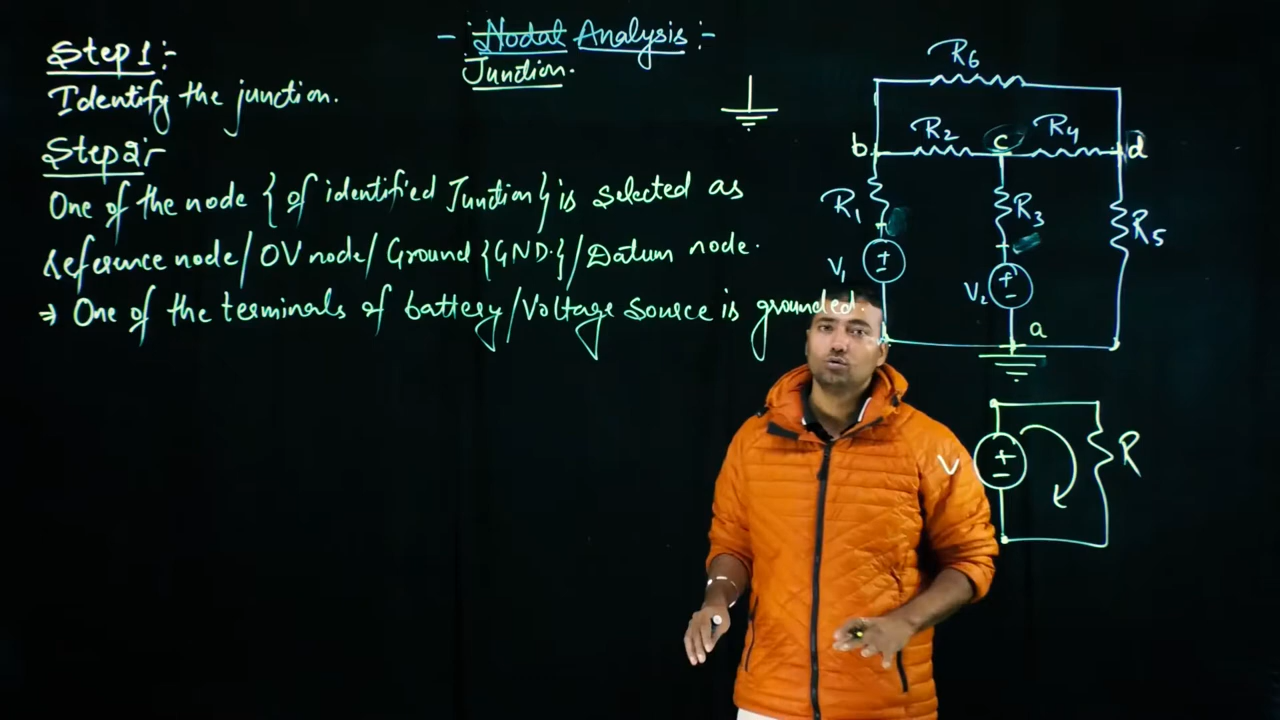 - Nodal Analysis :-
Junction.
Step 1 :-
Identify the junction.
Step 2:-
One of the node { of identified Junction } is selected as
reference node / 0V node / Ground {GND.} / Datum node.
⇒ One of the terminals of battery / Voltage Source is grounded.
R6
b R2 c R4 d
R1 R3 R5
V1 + -
V2 + -
a
V + - R